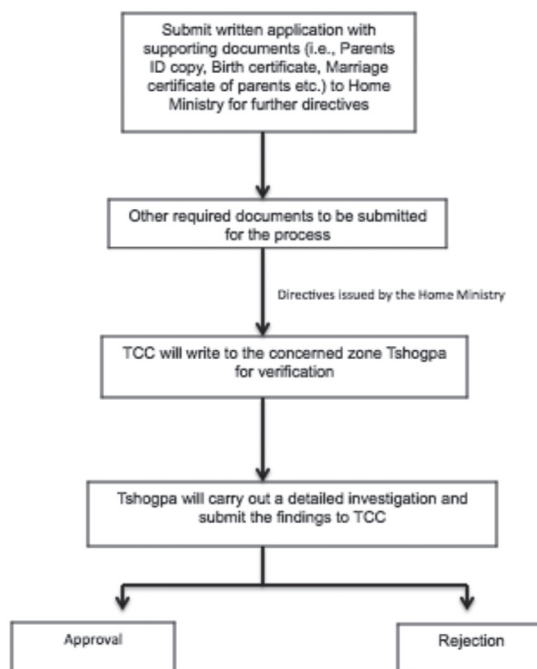 Submit written application with
supporting documents (i.e., Parents
ID copy, Birth certificate, Marriage
certificate of parents etc.) to Home
Ministry for further directives
Other required documents to be submitted
for the process
Directives issued by the Home Ministry
TCC will write to the concerned zone Tshogpa
for verification
Tshogpa will carry out a detailed investigation and
submit the findings to TCC
Approval
Rejection